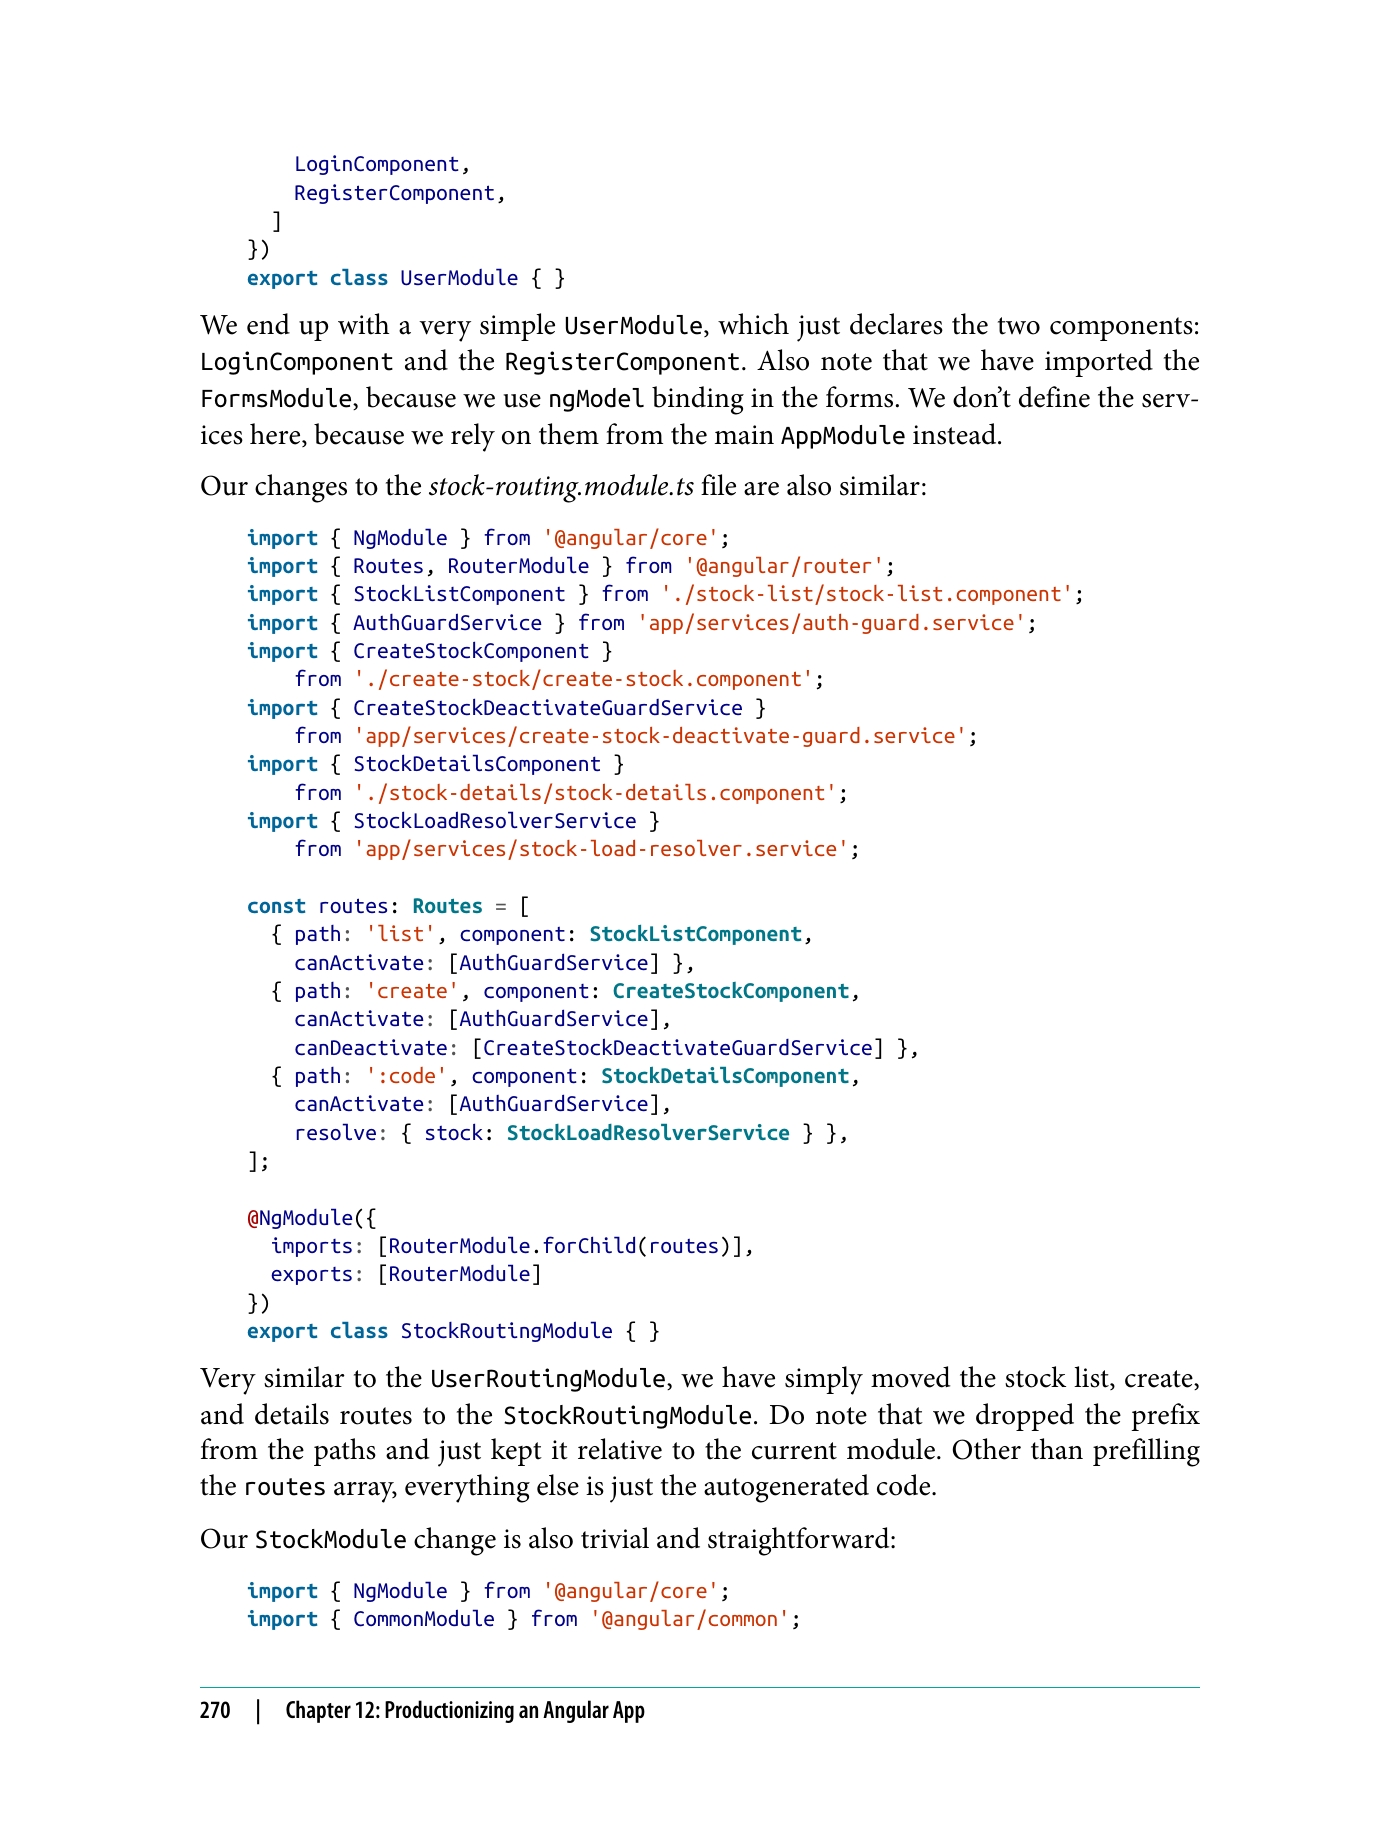 LoginComponent,
    RegisterComponent,
  ]
})
export class UserModule { }
We end up with a very simple UserModule, which just declares the two components:
LoginComponent and the RegisterComponent. Also note that we have imported the
FormsModule, because we use ngModel binding in the forms. We don’t define the serv-
ices here, because we rely on them from the main AppModule instead.
Our changes to the stock-routing.module.ts file are also similar:
import { NgModule } from '@angular/core';
import { Routes, RouterModule } from '@angular/router';
import { StockListComponent } from './stock-list/stock-list.component';
import { AuthGuardService } from 'app/services/auth-guard.service';
import { CreateStockComponent }
    from './create-stock/create-stock.component';
import { CreateStockDeactivateGuardService }
    from 'app/services/create-stock-deactivate-guard.service';
import { StockDetailsComponent }
    from './stock-details/stock-details.component';
import { StockLoadResolverService }
    from 'app/services/stock-load-resolver.service';

const routes: Routes = [
  { path: 'list', component: StockListComponent,
    canActivate: [AuthGuardService] },
  { path: 'create', component: CreateStockComponent,
    canActivate: [AuthGuardService],
    canDeactivate: [CreateStockDeactivateGuardService] },
  { path: ':code', component: StockDetailsComponent,
    canActivate: [AuthGuardService],
    resolve: { stock: StockLoadResolverService } },
];

@NgModule({
  imports: [RouterModule.forChild(routes)],
  exports: [RouterModule]
})
export class StockRoutingModule { }
Very similar to the UserRoutingModule, we have simply moved the stock list, create,
and details routes to the StockRoutingModule. Do note that we dropped the prefix
from the paths and just kept it relative to the current module. Other than prefilling
the routes array, everything else is just the autogenerated code.
Our StockModule change is also trivial and straightforward:
import { NgModule } from '@angular/core';
import { CommonModule } from '@angular/common';
270 | Chapter 12: Productionizing an Angular App